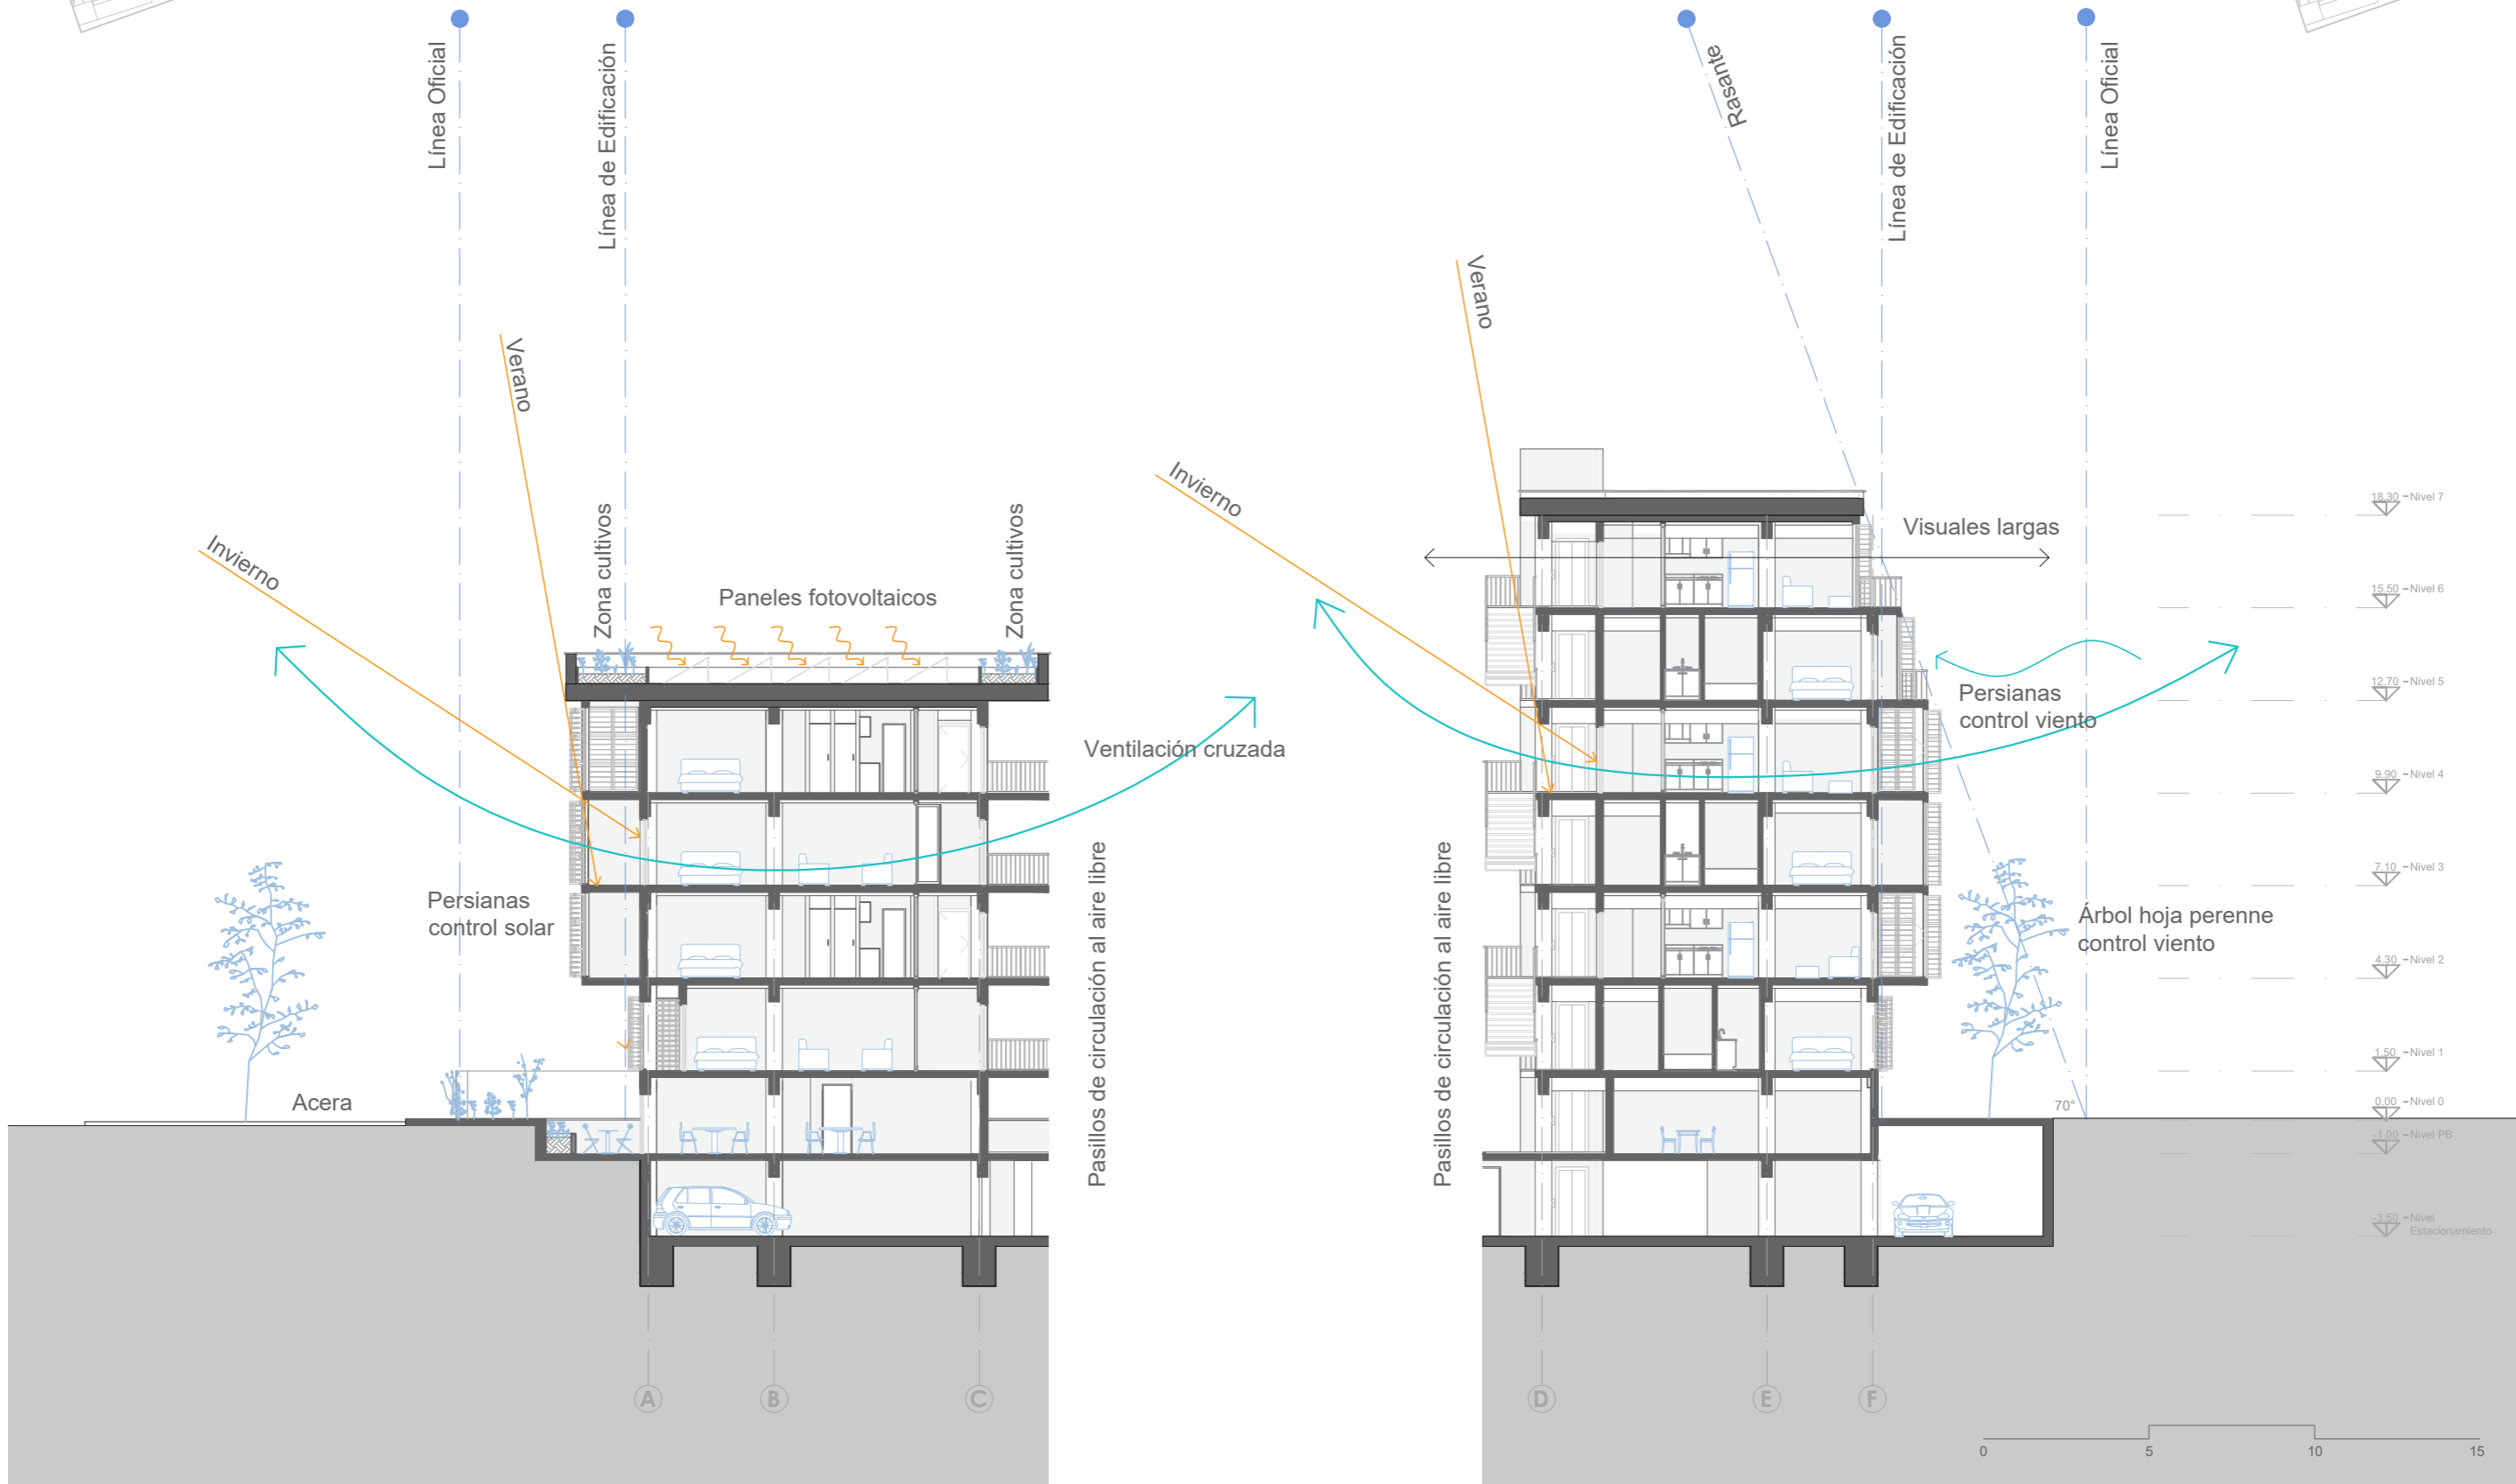 Línea Oficial
Línea de Edificación
Rasante
Línea de Edificación
Línea Oficial
Verano
Verano
Invierno
Invierno
Zona cultivos
Paneles fotovoltaicos
Zona cultivos
Visuales largas
Persianas
control viento
Ventilación cruzada
Persianas
control solar
Pasillos de circulación al aire libre
Pasillos de circulación al aire libre
Árbol hoja perenne
control viento
Acera
70°
18.30 - Nivel 7
15.50 - Nivel 6
12.70 - Nivel 5
9.90 - Nivel 4
7.10 - Nivel 3
4.30 - Nivel 2
1.50 - Nivel 1
0.00 - Nivel 0
-1.00 - Nivel PB
-3.50 - Nivel
Estacionamiento
A
B
C
D
E
F
0
5
10
15